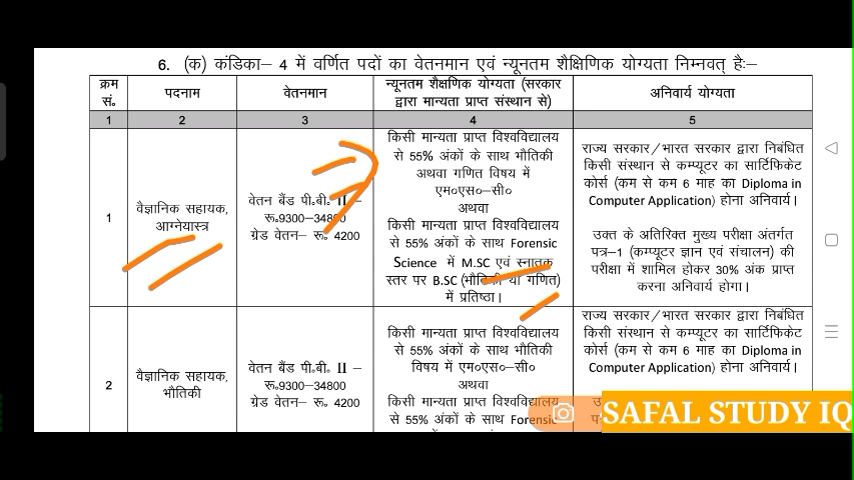 6. (क) कंडिका– 4 में वर्णित पदों का वेतनमान एवं न्यूनतम शैक्षिणिक योग्यता निम्नवत् हैः–
क्रम सं॰
पदनाम
वेतनमान
न्यूनतम शैक्षणिक योग्यता (सरकार
द्वारा मान्यता प्राप्त संस्थान से)
अनिवार्य योग्यता
1 2 3 4 5
1
वैज्ञानिक सहायक,
आग्नेयास्त्र
वेतन बैंड पी॰बी॰ II –
रू॰9300–34800
ग्रेड वेतन– रू॰ 4200
किसी मान्यता प्राप्त विश्वविद्यालय
से 55% अंकों के साथ भौतिकी
अथवा गणित विषय में
एम०एस०–सी०
अथवा
किसी मान्यता प्राप्त विश्वविद्यालय
से 55% अंकों के साथ Forensic
Science में M.SC एवं स्नातक
स्तर पर B.SC (भौतिकी या गणित)
में प्रतिष्ठा।
राज्य सरकार/भारत सरकार द्वारा निबंधित
किसी संस्थान से कम्प्यूटर का सार्टिफिकेट
कोर्स (कम से कम 6 माह का Diploma in
Computer Application) होना अनिवार्य।
उक्त के अतिरिक्त मुख्य परीक्षा अंतर्गत
पत्र–1 (कम्प्यूटर ज्ञान एवं संचालन) की
परीक्षा में शामिल होकर 30% अंक प्राप्त
करना अनिवार्य होगा।
2
वैज्ञानिक सहायक,
भौतिकी
वेतन बैंड पी॰बी॰ II –
रू॰9300–34800
ग्रेड वेतन– रू॰ 4200
किसी मान्यता प्राप्त विश्वविद्यालय
से 55% अंकों के साथ भौतिकी
विषय में एम०एस०–सी०
अथवा
किसी मान्यता प्राप्त विश्वविद्यालय
से 55% अंकों के साथ Forensic
राज्य सरकार/भारत सरकार द्वारा निबंधित
किसी संस्थान से कम्प्यूटर का सार्टिफिकेट
कोर्स (कम से कम 6 माह का Diploma in
Computer Application) होना अनिवार्य।
SAFAL STUDY IQ